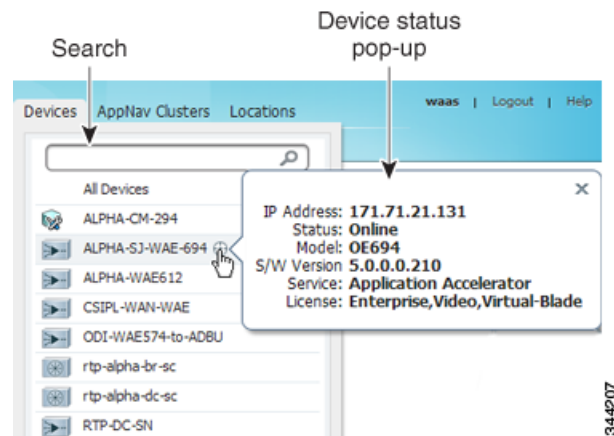 Search
Device status
pop-up
Devices AppNav Clusters Locations
waas | Logout | Help
All Devices
ALPHA-CM-294
ALPHA-SJ-WAE-694
ALPHA-WAE612
CSIPL-WAN-WAE
ODI-WAE574-to-ADBU
rtp-alpha-br-sc
rtp-alpha-dc-sc
RTP-DC-SN
IP Address: 171.71.21.131
Status: Online
Model: OE694
S/W Version 5.0.0.0.210
Service: Application Accelerator
License: Enterprise,Video,Virtual-Blade
344207